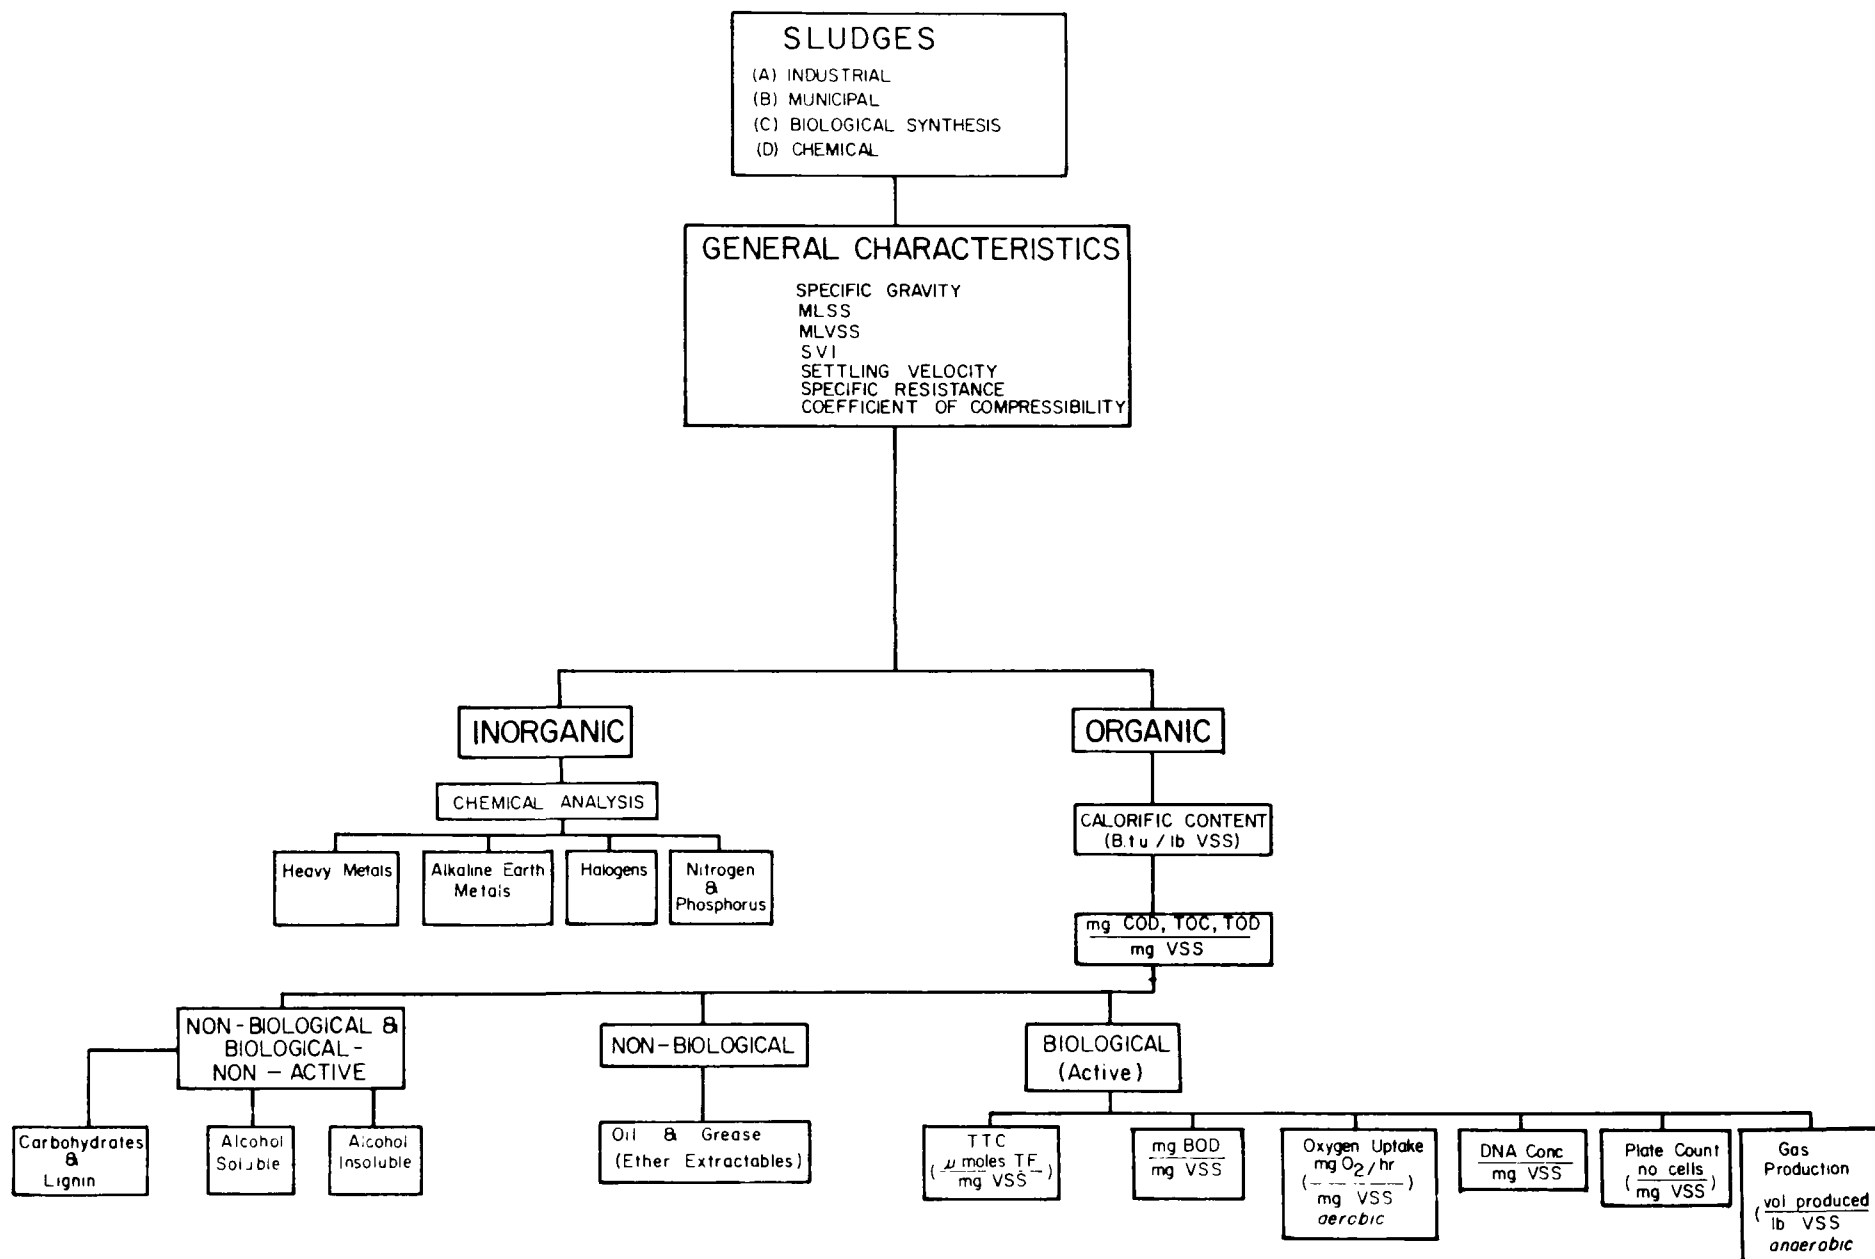 SLUDGES
(A) INDUSTRIAL
(B) MUNICIPAL
(C) BIOLOGICAL SYNTHESIS
(D) CHEMICAL
GENERAL CHARACTERISTICS
SPECIFIC GRAVITY
MLSS
MLVSS
SVI
SETTLING VELOCITY
SPECIFIC RESISTANCE
COEFFICIENT OF COMPRESSIBILITY
INORGANIC
ORGANIC
CHEMICAL ANALYSIS
CALORIFIC CONTENT
(B.tu/lb VSS)
Heavy Metals
Alkaline Earth
Metals
Halogens
Nitrogen
&
Phosphorus
mg COD, TOC, TOD
mg VSS
NON-BIOLOGICAL &
BIOLOGICAL-
NON-ACTIVE
NON-BIOLOGICAL
BIOLOGICAL
(Active)
Carbohydrates
&
Lignin
Alcohol
Soluble
Alcohol
Insoluble
Oil & Grease
(Ether Extractables)
TTC
(μ moles TF
mg VSS)
mg BOD
mg VSS
Oxygen Uptake
mg O2/hr
( )
mg VSS
aerobic
DNA Conc
mg VSS
Plate Count
no cells
( )
mg VSS
Gas
Production
(vol produced
lb VSS
anaerobic